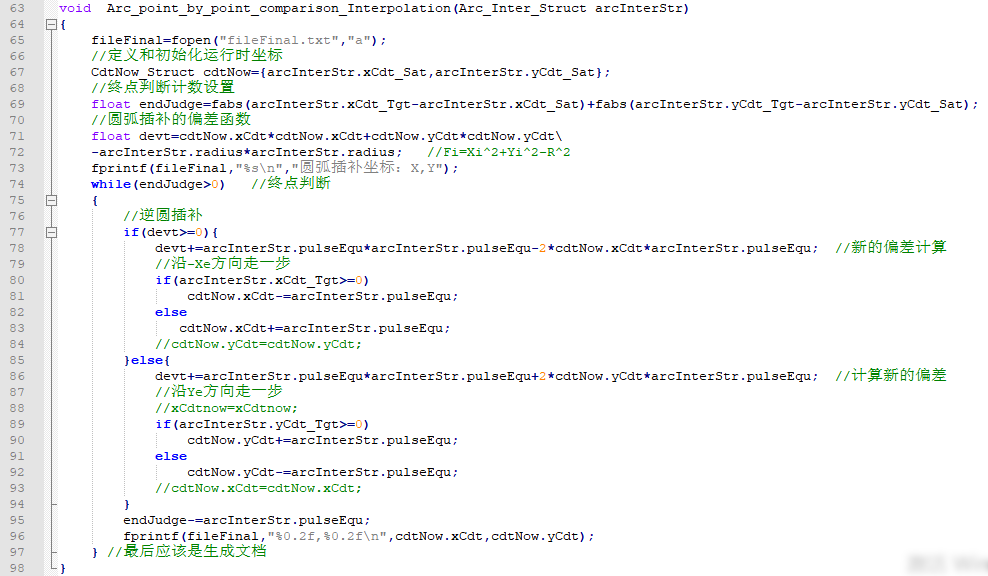 63 void  Arc_point_by_point_comparison_Interpolation(Arc_Inter_Struct arcInterStr)
64 {
65     fileFinal=fopen("fileFinal.txt","a");
66     //定义和初始化运行时坐标
67     CdtNow_Struct cdtNow={arcInterStr.xCdt_Sat,arcInterStr.yCdt_Sat};
68     //终点判断计数设置
69     float endJudge=fabs(arcInterStr.xCdt_Tgt-arcInterStr.xCdt_Sat)+fabs(arcInterStr.yCdt_Tgt-arcInterStr.yCdt_Sat);
70     //圆弧插补的偏差函数
71     float devt=cdtNow.xCdt*cdtNow.xCdt+cdtNow.yCdt*cdtNow.yCdt\
72     -arcInterStr.radius*arcInterStr.radius;   //Fi=Xi^2+Yi^2-R^2
73     fprintf(fileFinal,"%s\n","圆弧插补坐标：X,Y");
74     while(endJudge>0)   //终点判断
75     {
76         //逆圆插补
77         if(devt>=0){
78             devt+=arcInterStr.pulseEqu*arcInterStr.pulseEqu-2*cdtNow.xCdt*arcInterStr.pulseEqu;  //新的偏差计算
79             //沿-Xe方向走一步
80             if(arcInterStr.xCdt_Tgt>=0)
81                 cdtNow.xCdt-=arcInterStr.pulseEqu;
82             else
83                cdtNow.xCdt+=arcInterStr.pulseEqu;
84             //cdtNow.yCdt=cdtNow.yCdt;
85         }else{
86             devt+=arcInterStr.pulseEqu*arcInterStr.pulseEqu+2*cdtNow.yCdt*arcInterStr.pulseEqu;  //计算新的偏差
87             //沿Ye方向走一步
88             //xCdtnow=xCdtnow;
89             if(arcInterStr.yCdt_Tgt>=0)
90                 cdtNow.yCdt+=arcInterStr.pulseEqu;
91             else
92                 cdtNow.yCdt-=arcInterStr.pulseEqu;
93             //cdtNow.xCdt=cdtNow.xCdt;
94         }
95         endJudge-=arcInterStr.pulseEqu;
96         fprintf(fileFinal,"%0.2f,%0.2f\n",cdtNow.xCdt,cdtNow.yCdt);
97     } //最后应该是生成文档
98 }